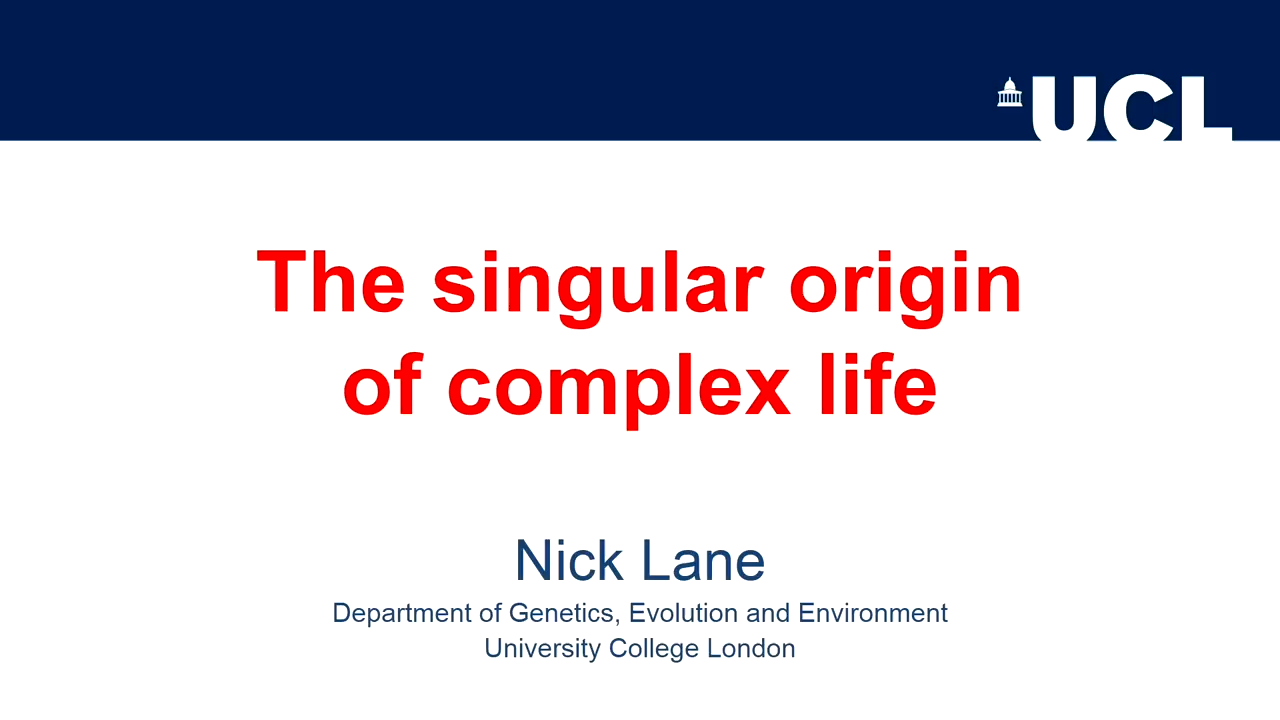 UCL
The singular origin
of complex life
Nick Lane
Department of Genetics, Evolution and Environment
University College London